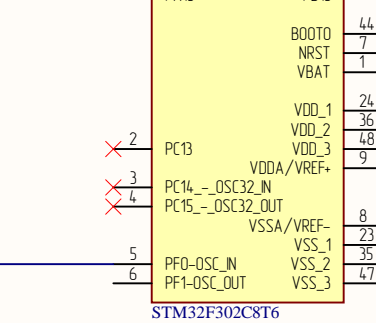 BOOT0 44
NRST 7
VBAT 1
VDD_1 24
VDD_2 36
2 PC13 VDD_3 48
VDDA/VREF+ 9
3 PC14_-_OSC32_IN
4 PC15_-_OSC32_OUT
VSSA/VREF- 8
VSS_1 23
5 PF0-OSC_IN VSS_2 35
6 PF1-OSC_OUT VSS_3 47
STM32F302C8T6